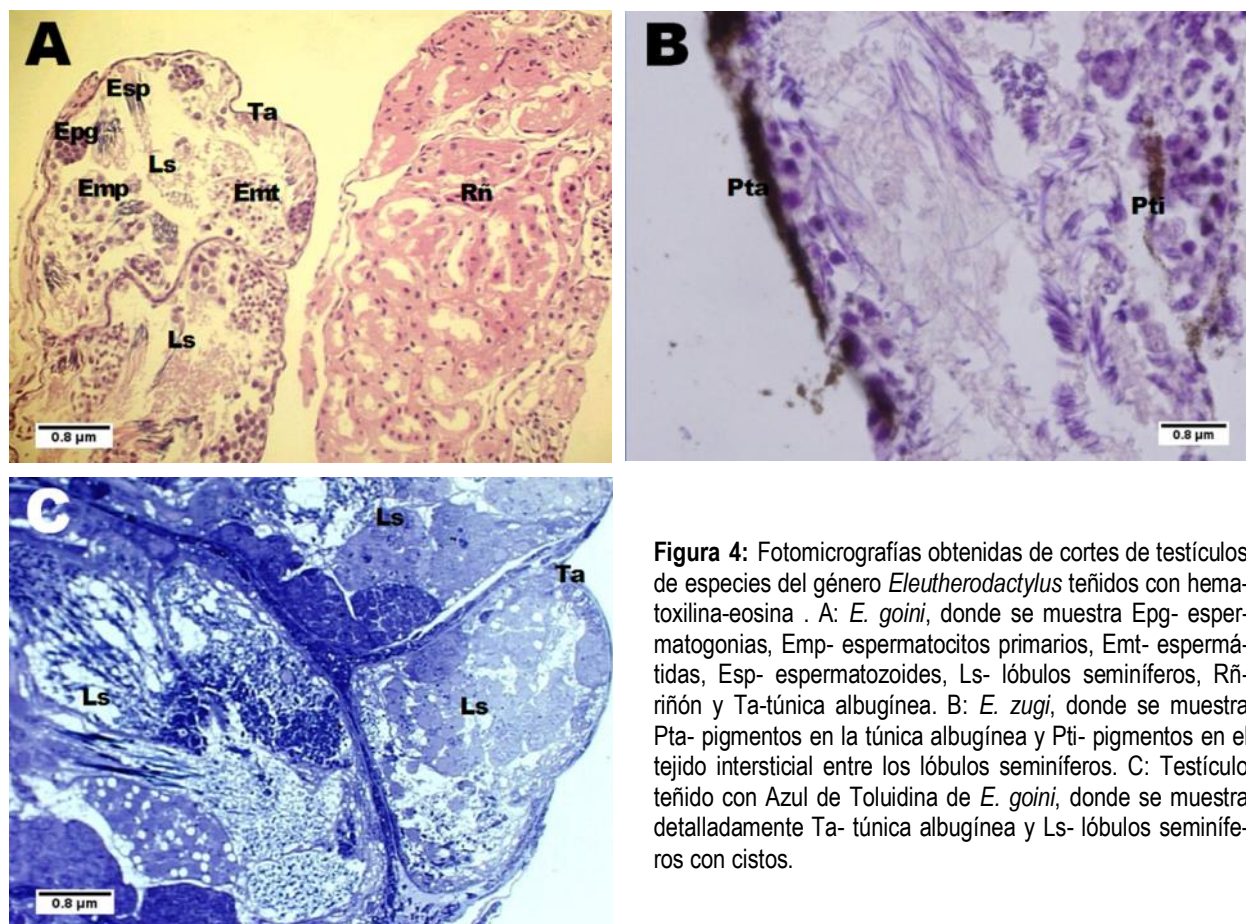 A
Esp
Ta
Epg
Ls
Emp
Emt
Rñ
Ls
0.8 µm
B
Pta
Pti
0.8 µm
C
Ls
Ta
Ls
Ls
0.8 µm
Figura 4: Fotomicrografías obtenidas de cortes de testículos
de especies del género Eleutherodactylus teñidos con hema-
toxilina-eosina . A: E. goini, donde se muestra Epg- esper-
matogonias, Emp- espermatocitos primarios, Emt- espermá-
tidas, Esp- espermatozoides, Ls- lóbulos seminíferos, Rñ-
riñón y Ta-túnica albugínea. B: E. zugi, donde se muestra
Pta- pigmentos en la túnica albugínea y Pti- pigmentos en el
tejido intersticial entre los lóbulos seminíferos. C: Testículo
teñido con Azul de Toluidina de E. goini, donde se muestra
detalladamente Ta- túnica albugínea y Ls- lóbulos seminífe-
ros con cistos.